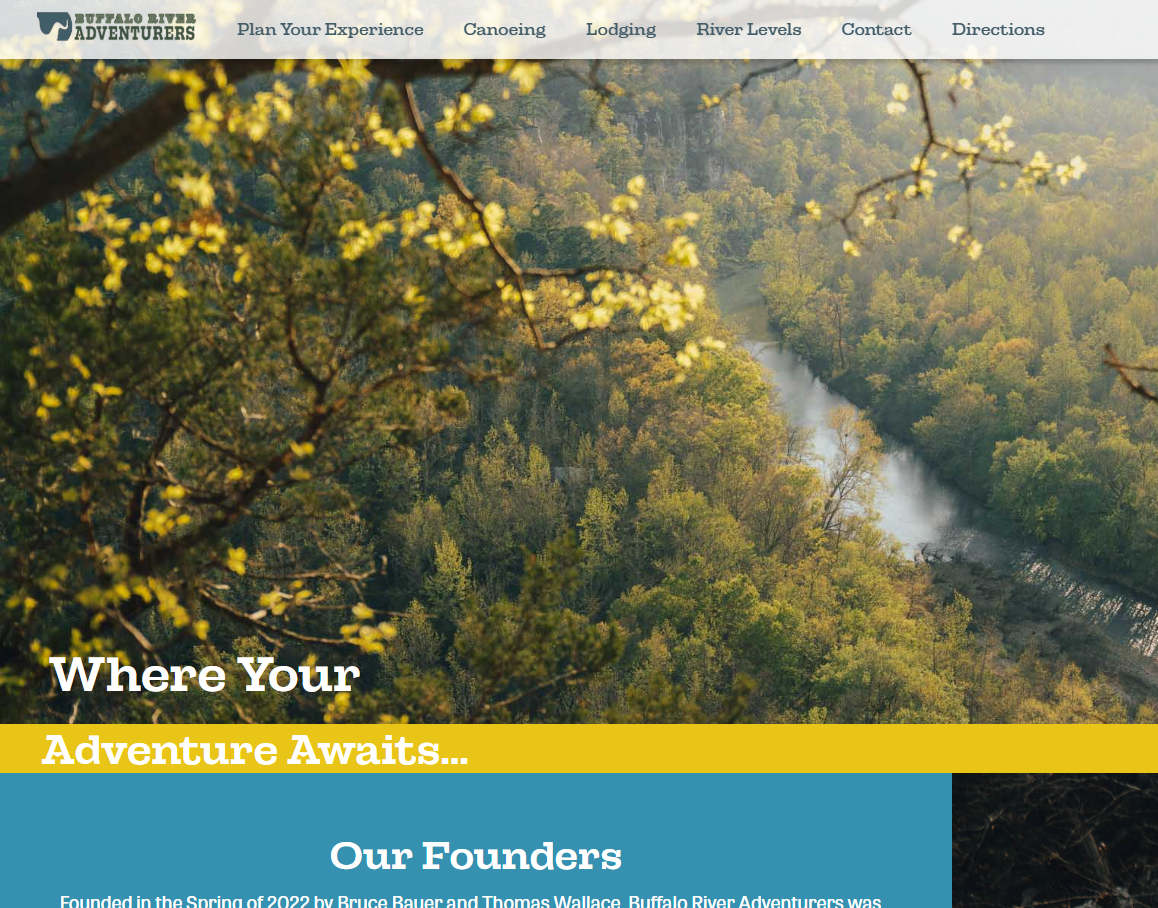 BUFFALO RIVER
ADVENTURERS
Plan Your Experience Canoeing Lodging River Levels Contact Directions
Where Your
Adventure Awaits...
Our Founders
Founded in the Spring of 2022 by Bruce Bauer and Thomas Wallace, Buffalo River Adventurers was